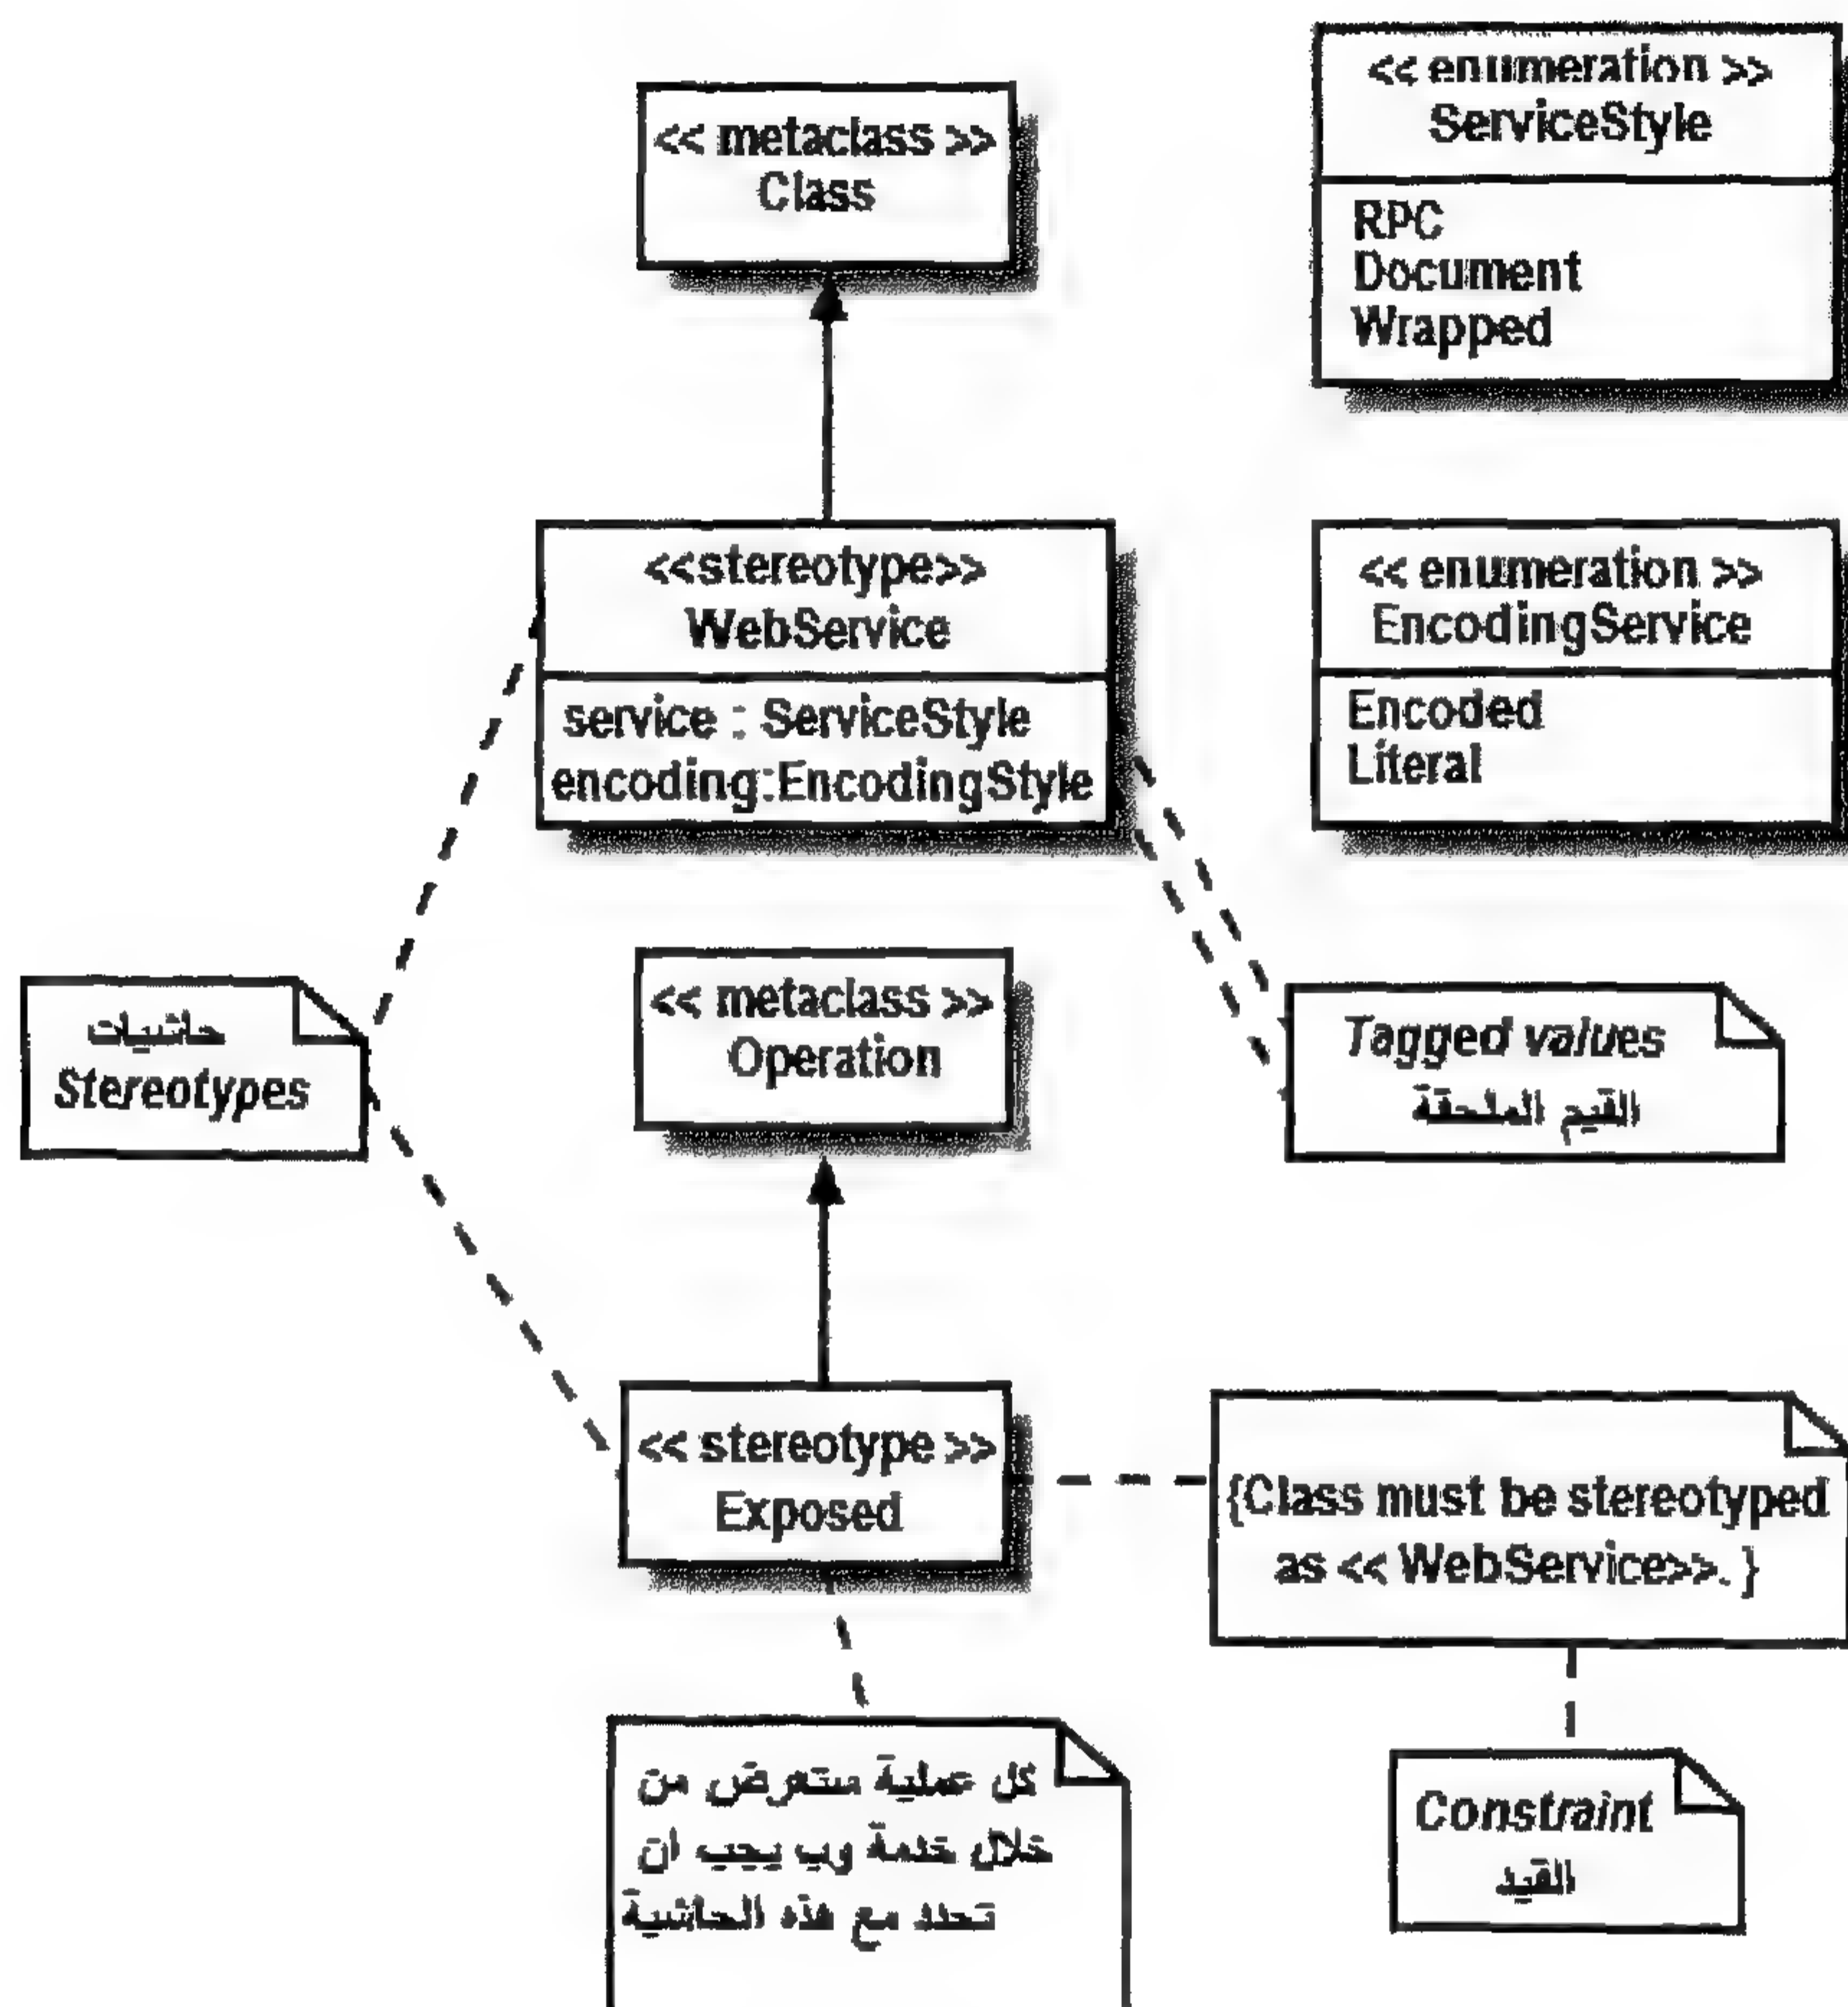 << metaclass >>
Class
<< enumeration >>
ServiceStyle
RPC
Document
Wrapped
<<stereotype>>
WebService
service : ServiceStyle
encoding:EncodingStyle
<< enumeration >>
EncodingService
Encoded
Literal
حاشيات
Stereotypes
<< metaclass >>
Operation
Tagged values
القيم الملحقة
<< stereotype >>
Exposed
{Class must be stereotyped
as << WebService>>. }
كل عملية ستعرض من
خلال خدمة وب يجب ان
تحدد مع هذه الحاشية
Constraint
القيد